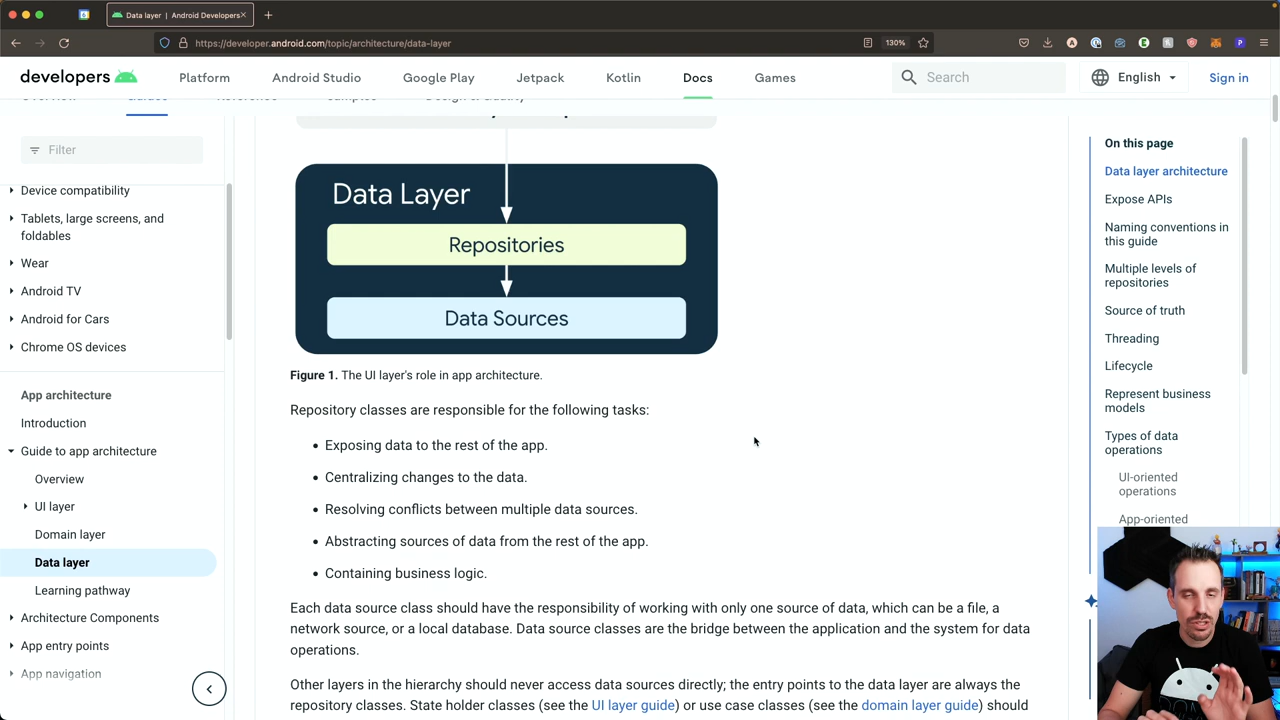 Data layer | Android Developers
https://developer.android.com/topic/architecture/data-layer
130%
developers
Platform
Android Studio
Google Play
Jetpack
Kotlin
Docs
Games
Search
English
Sign in
Overview
Guides
Reference
Samples
Design & Quality
Filter
Device compatibility
Tablets, large screens, and
foldables
Wear
Android TV
Android for Cars
Chrome OS devices
App architecture
Introduction
Guide to app architecture
Overview
UI layer
Domain layer
Data layer
Learning pathway
Architecture Components
App entry points
App navigation
Data Layer
Repositories
Data Sources
Figure 1. The UI layer's role in app architecture.
Repository classes are responsible for the following tasks:
• Exposing data to the rest of the app.
• Centralizing changes to the data.
• Resolving conflicts between multiple data sources.
• Abstracting sources of data from the rest of the app.
• Containing business logic.
Each data source class should have the responsibility of working with only one source of data, which can be a file, a
network source, or a local database. Data source classes are the bridge between the application and the system for data
operations.
Other layers in the hierarchy should never access data sources directly; the entry points to the data layer are always the
repository classes. State holder classes (see the UI layer guide) or use case classes (see the domain layer guide) should
On this page
Data layer architecture
Expose APIs
Naming conventions in
this guide
Multiple levels of
repositories
Source of truth
Threading
Lifecycle
Represent business
models
Types of data
operations
UI-oriented
operations
App-oriented